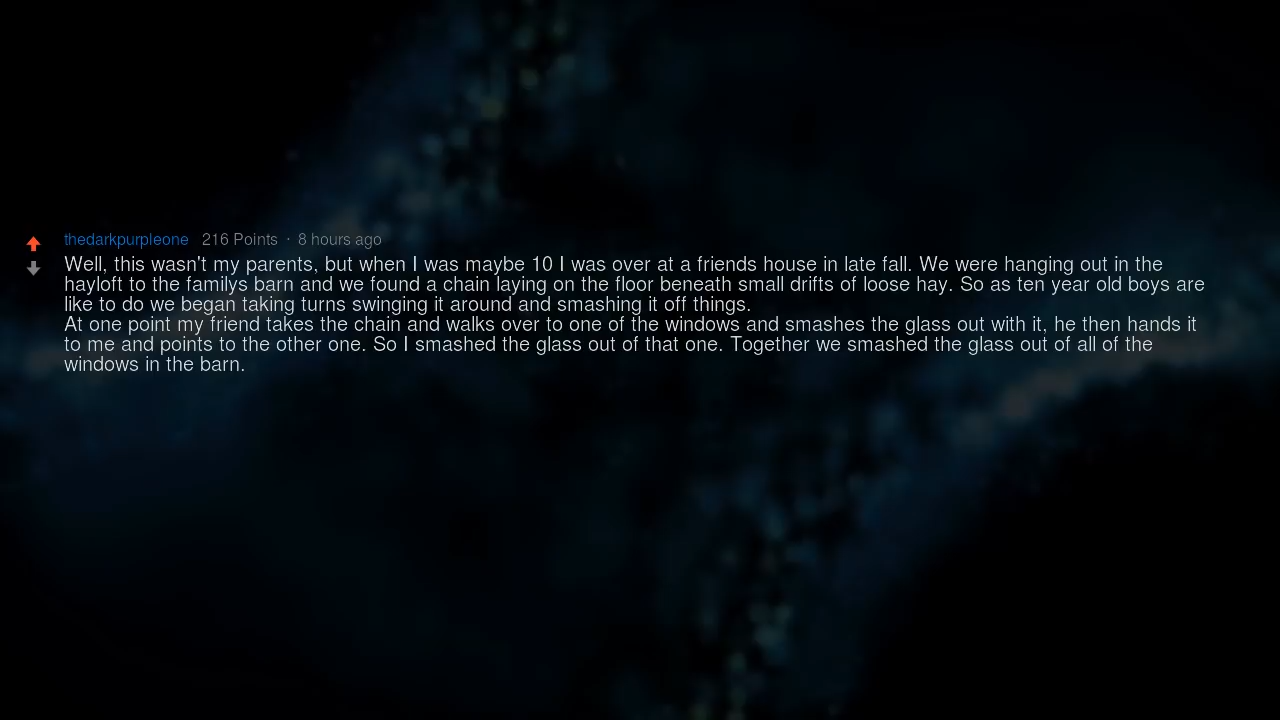 thedarkpurpleone 216 Points · 8 hours ago
Well, this wasn't my parents, but when I was maybe 10 I was over at a friends house in late fall. We were hanging out in the
hayloft to the familys barn and we found a chain laying on the floor beneath small drifts of loose hay. So as ten year old boys are
like to do we began taking turns swinging it around and smashing it off things.
At one point my friend takes the chain and walks over to one of the windows and smashes the glass out with it, he then hands it
to me and points to the other one. So I smashed the glass out of that one. Together we smashed the glass out of all of the
windows in the barn.